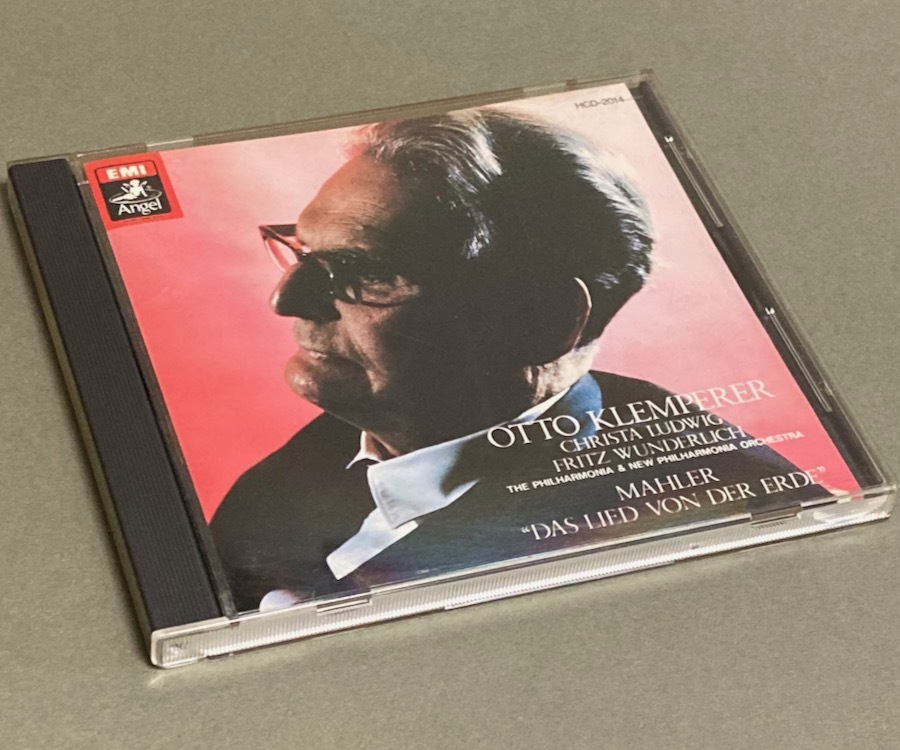 HCD-2014
EMI
Angel
OTTO KLEMPERER
CHRISTA LUDWIG
FRITZ WUNDERLICH
THE PHILHARMONIA & NEW PHILHARMONIA ORCHESTRA
MAHLER
“DAS LIED VON DER ERDE”